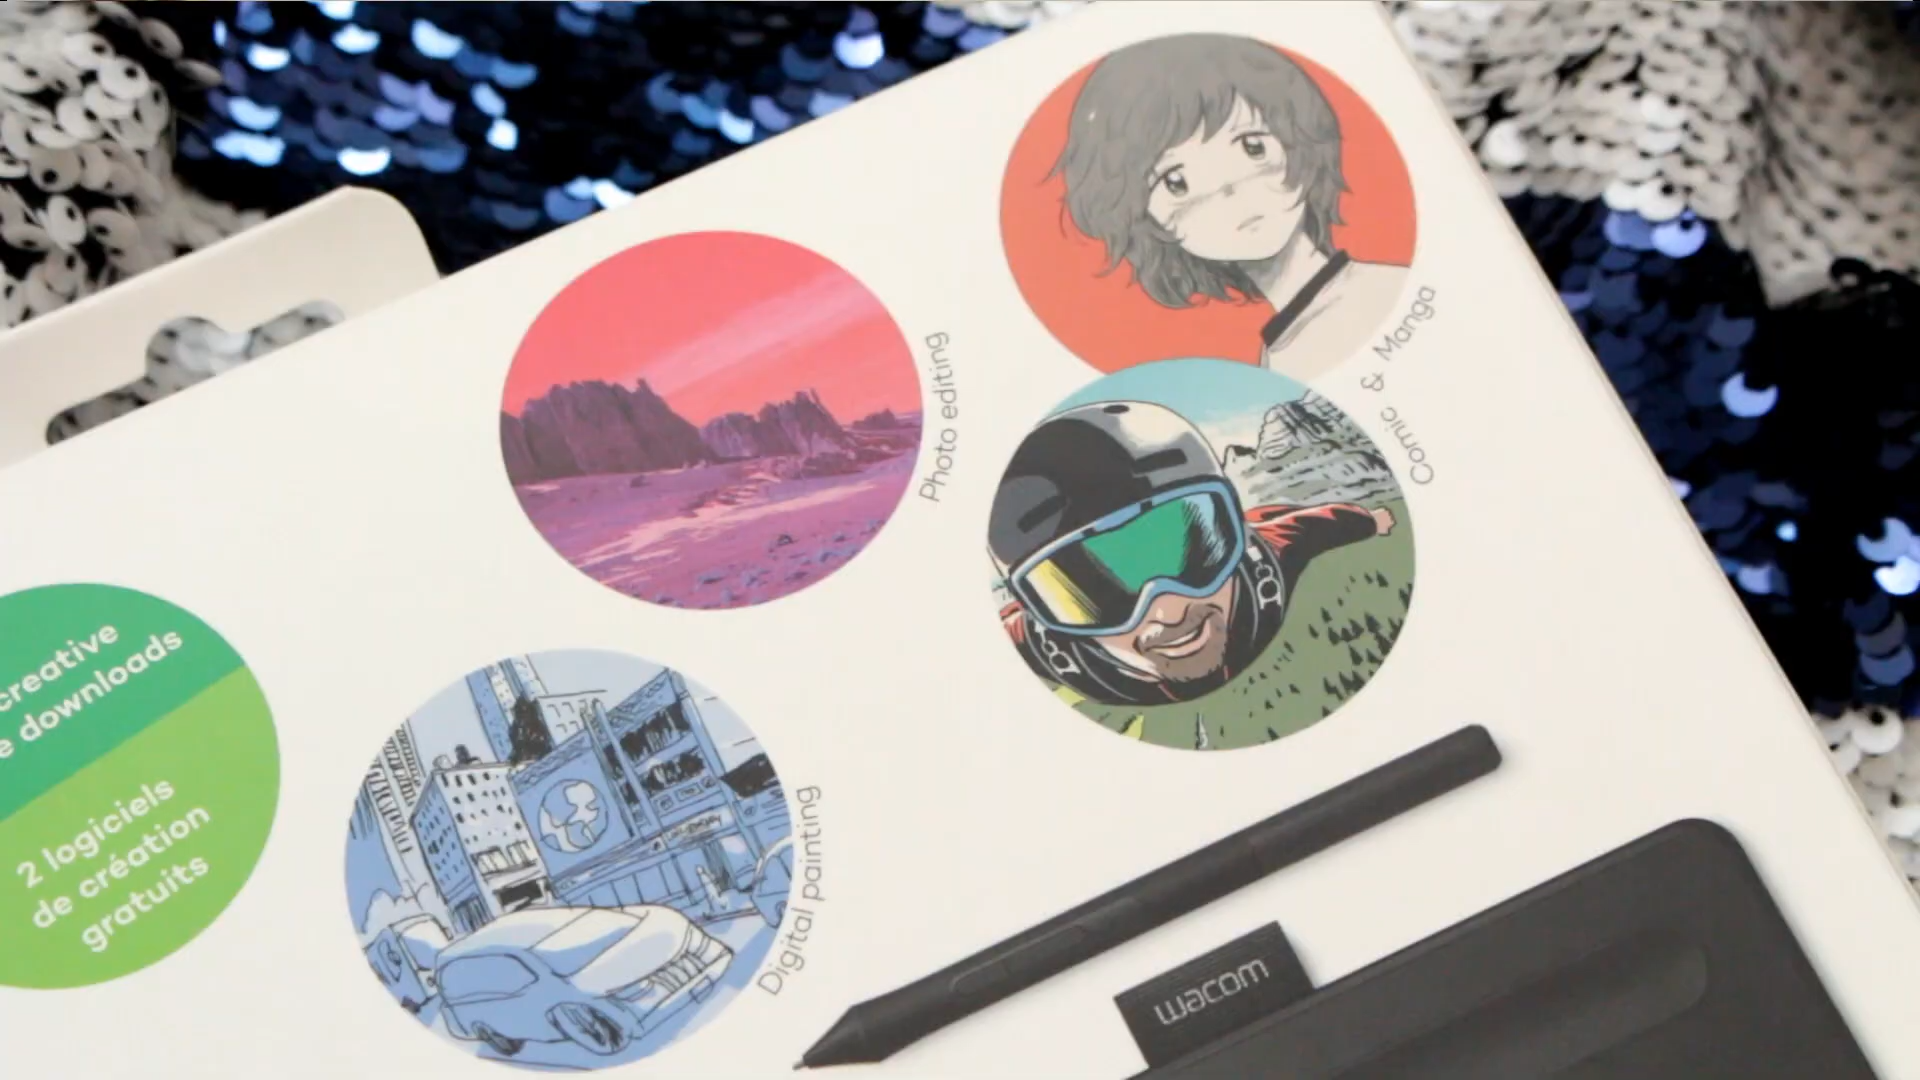 creative
e downloads
2 logiciels
de création
gratuits
Photo editing
Comic & Manga
Digital painting
wacom